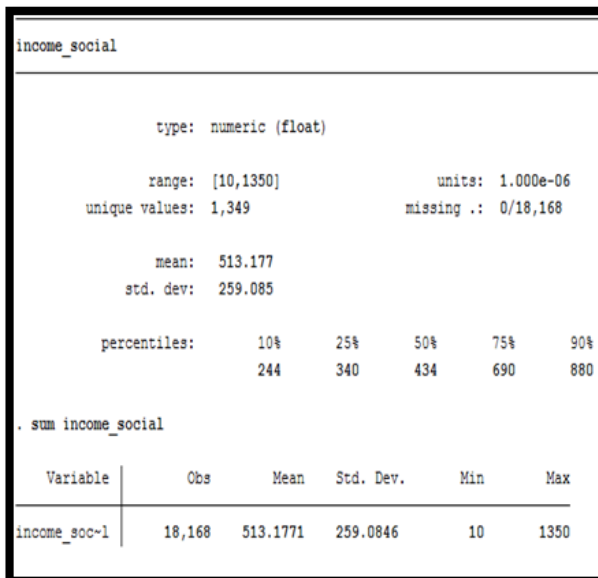 income_social
type: numeric (float)
range: [10,1350] units: 1.000e-06
unique values: 1,349 missing .: 0/18,168
mean: 513.177
std. dev: 259.085
percentiles: 10% 25% 50% 75% 90%
244 340 434 690 880
. sum income_social
Variable Obs Mean Std. Dev. Min Max
income_soc~l 18,168 513.1771 259.0846 10 1350